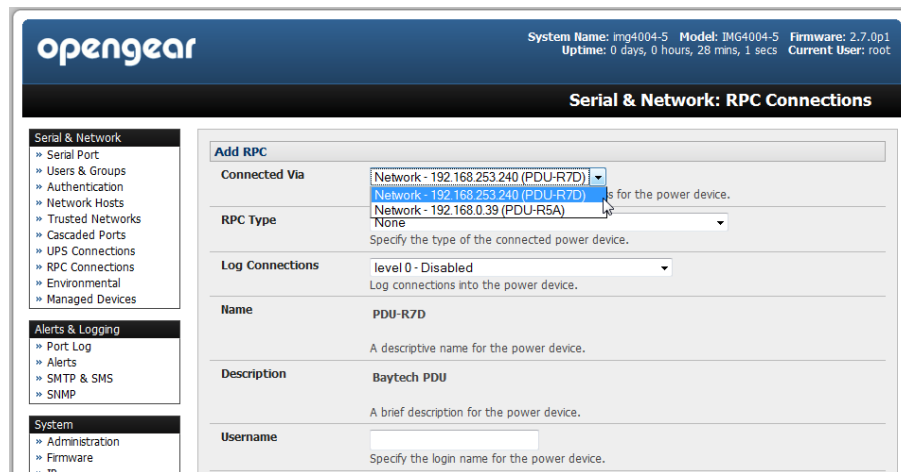 opengear
System Name: img4004-5 Model: IMG4004-5 Firmware: 2.7.0p1
Uptime: 0 days, 0 hours, 28 mins, 1 secs Current User: root
Serial & Network: RPC Connections
Serial & Network
» Serial Port
» Users & Groups
» Authentication
» Network Hosts
» Trusted Networks
» Cascaded Ports
» UPS Connections
» RPC Connections
» Environmental
» Managed Devices
Alerts & Logging
» Port Log
» Alerts
» SMTP & SMS
» SNMP
System
» Administration
» Firmware
Add RPC
Connected Via
Network - 192.168.253.240 (PDU-R7D)
Network - 192.168.253.240 (PDU-R7D)
Network - 192.168.0.39 (PDU-R5A)
s for the power device.
RPC Type
None
Specify the type of the connected power device.
Log Connections
level 0 - Disabled
Log connections into the power device.
Name
PDU-R7D
A descriptive name for the power device.
Description
Baytech PDU
A brief description for the power device.
Username
Specify the login name for the power device.